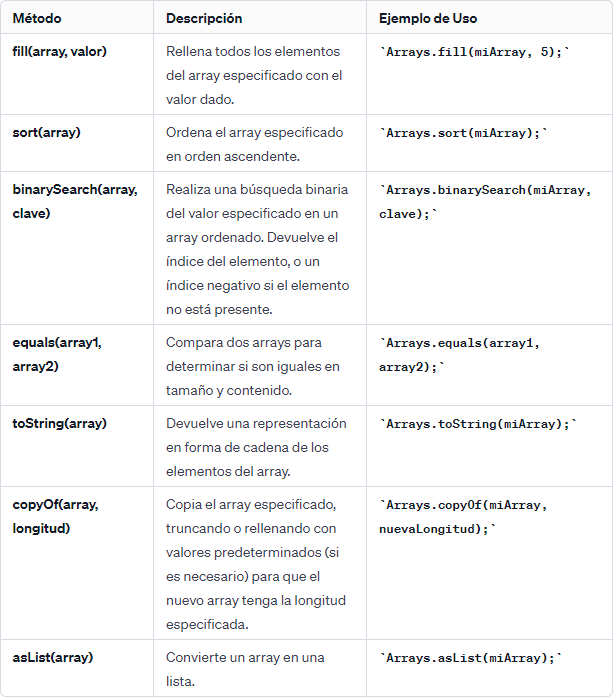 Método Descripción Ejemplo de Uso
fill(array, valor) Rellena todos los elementos `Arrays.fill(miArray, 5);`
del array especificado con el
valor dado.
sort(array) Ordena el array especificado `Arrays.sort(miArray);`
en orden ascendente.
binarySearch(array, Realiza una búsqueda binaria `Arrays.binarySearch(miArray,
clave) del valor especificado en un clave);`
array ordenado. Devuelve el
índice del elemento, o un
índice negativo si el elemento
no está presente.
equals(array1, Compara dos arrays para `Arrays.equals(array1,
array2) determinar si son iguales en array2);`
tamaño y contenido.
toString(array) Devuelve una representación `Arrays.toString(miArray);`
en forma de cadena de los
elementos del array.
copyOf(array, Copia el array especificado, `Arrays.copyOf(miArray,
longitud) truncando o rellenando con nuevaLongitud);`
valores predeterminados (si
es necesario) para que el
nuevo array tenga la longitud
especificada.
asList(array) Convierte un array en una `Arrays.asList(miArray);`
lista.